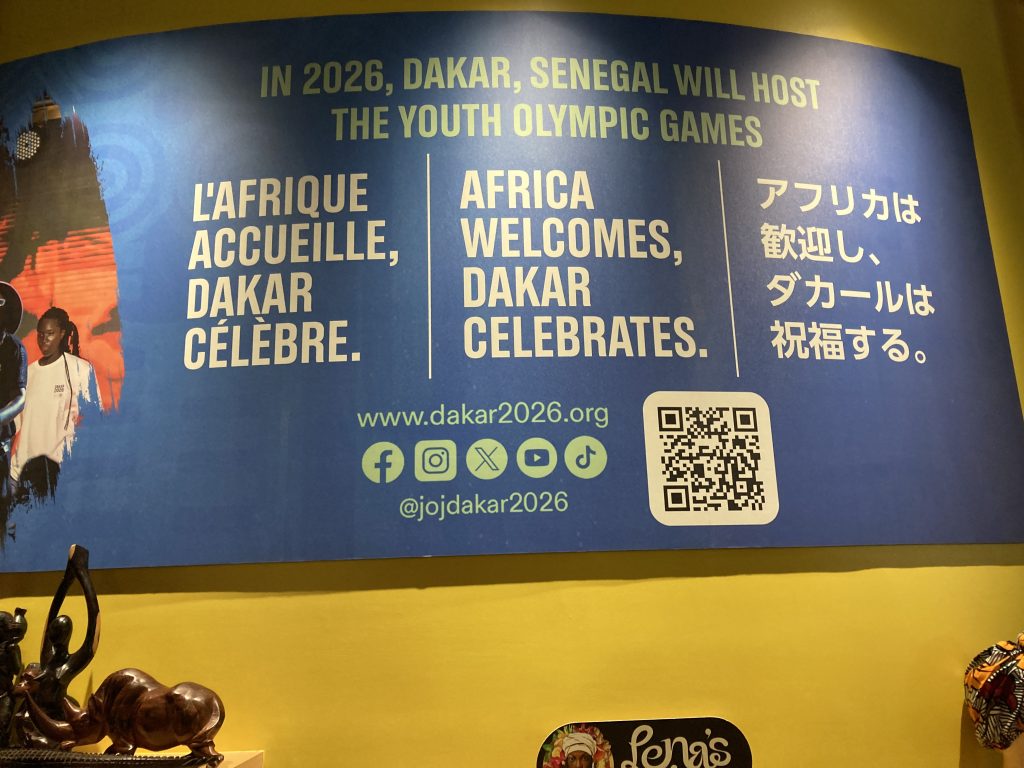 IN 2026, DAKAR, SENEGAL WILL HOST
THE YOUTH OLYMPIC GAMES
L'AFRIQUE
ACCUEILLE,
DAKAR
CÉLÈBRE.
AFRICA
WELCOMES,
DAKAR
CELEBRATES.
アフリカは
歓迎し、
ダカールは
祝福する。
www.dakar2026.org
@jojdakar2026
Lena's